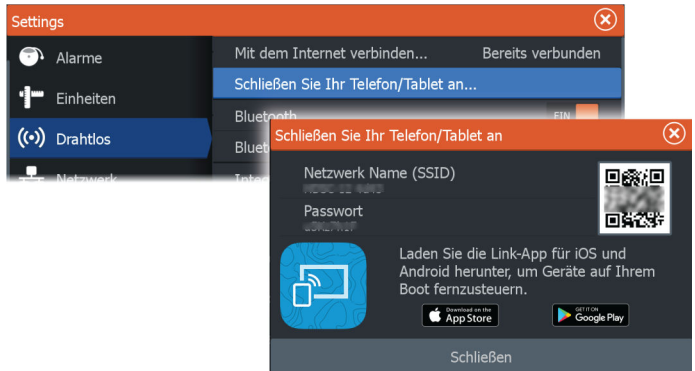 Settings
Alarme
Einheiten
Drahtlos
Netzwerk
Mit dem Internet verbinden... Bereits verbunden
Schließen Sie Ihr Telefon/Tablet an...
Bluetooth EIN
Schließen Sie Ihr Telefon/Tablet an
Netzwerk Name (SSID)
Passwort
Laden Sie die Link-App für iOS und
Android herunter, um Geräte auf Ihrem
Boot fernzusteuern.
Download on the
App Store
GET IT ON
Google Play
Schließen